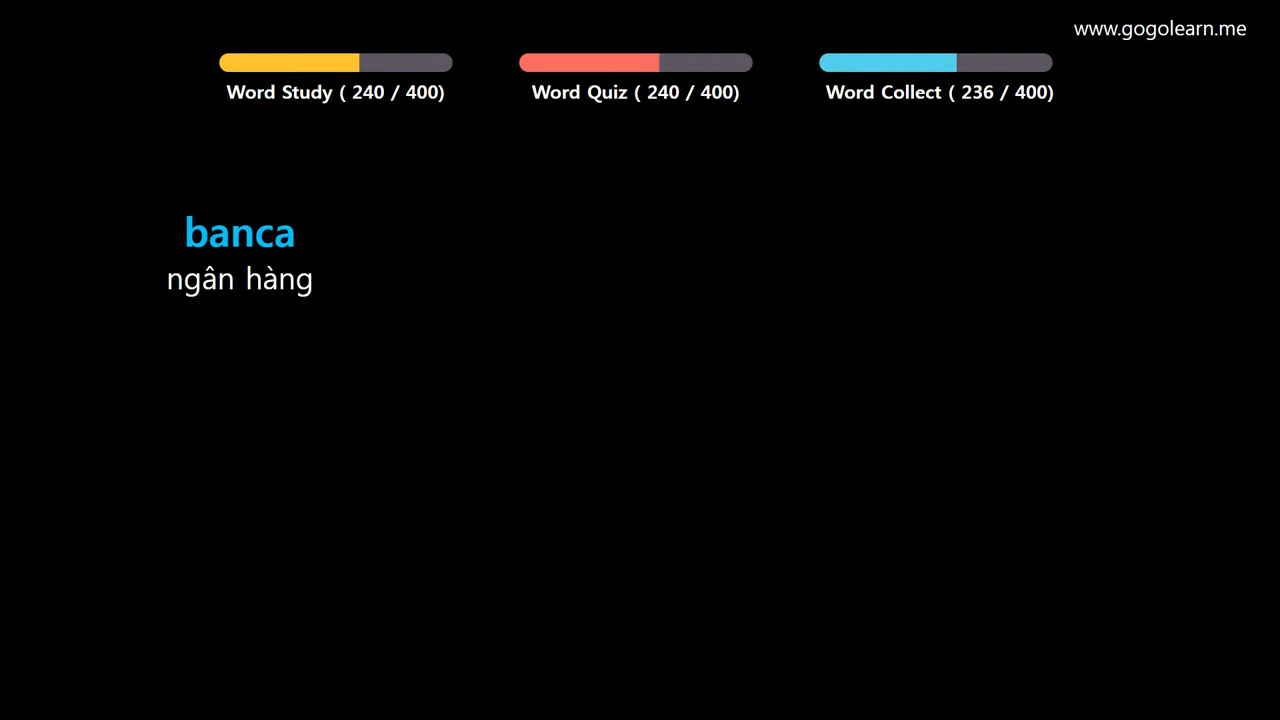 www.gogolearn.me
Word Study ( 240 / 400)
Word Quiz ( 240 / 400)
Word Collect ( 236 / 400)
banca
ngân hàng